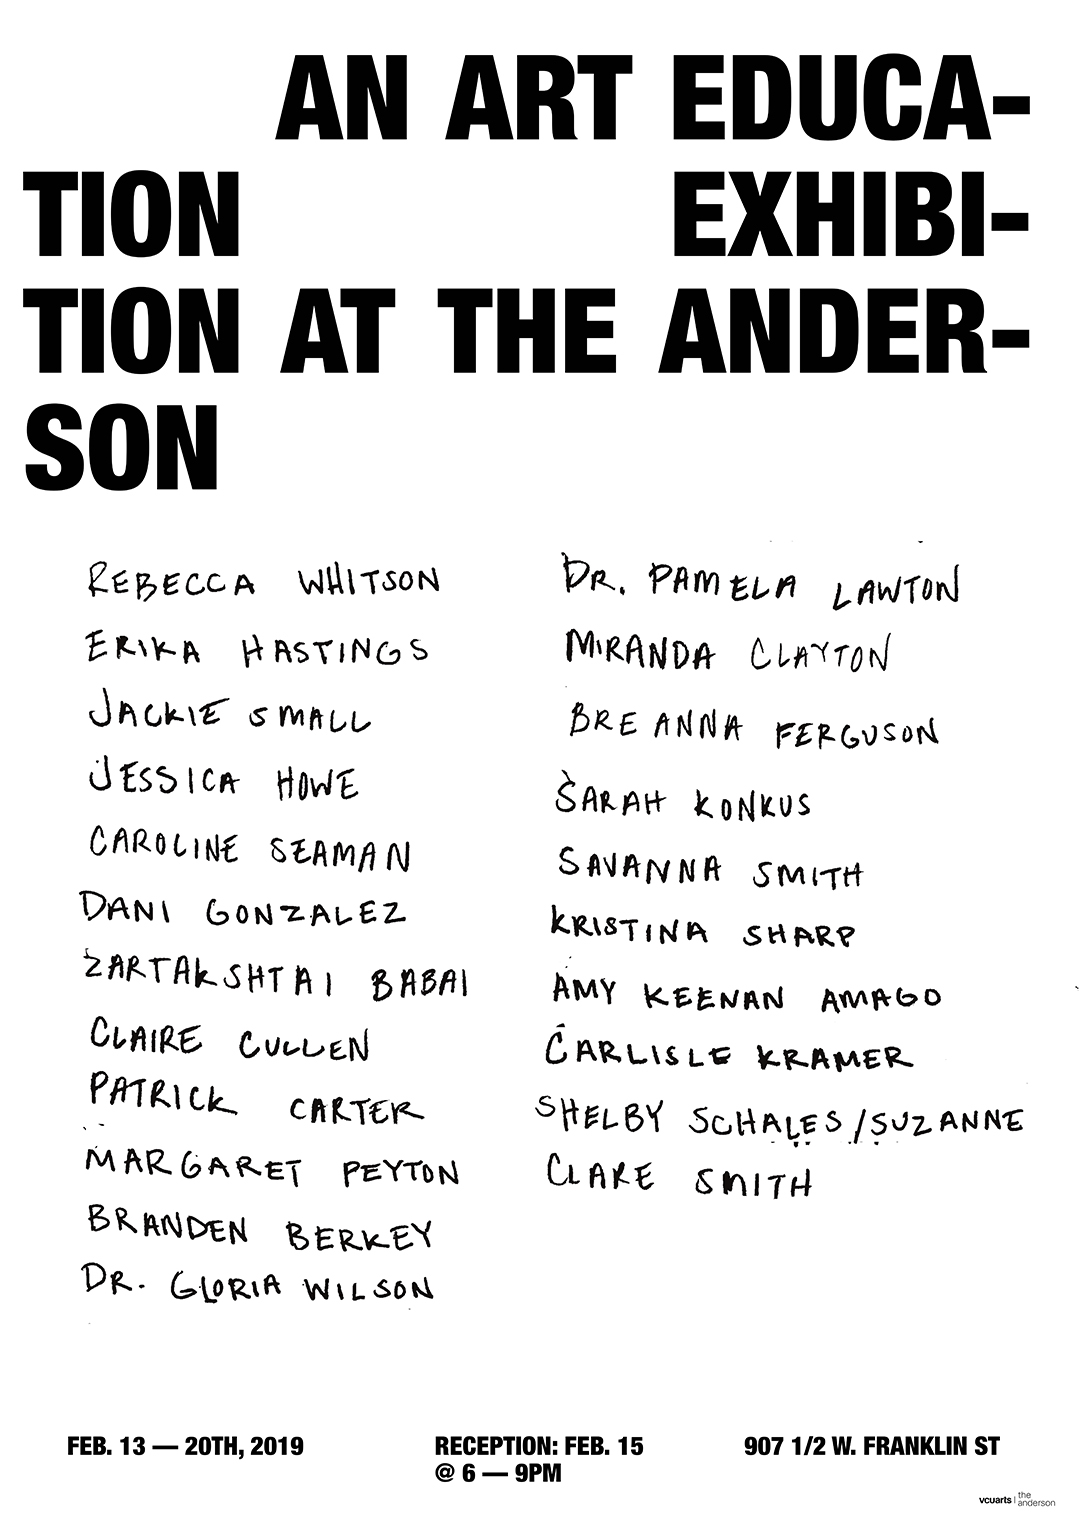 AN ART EDUCA-
TION EXHIBI-
TION AT THE ANDER-
SON
REBECCA WHITSON
ERIKA HASTINGS
JACKIE SMALL
JESSICA HOWE
CAROLINE SEAMAN
DANI GONZALEZ
ZARTAKSHTAI BABAI
CLAIRE CULLEN
PATRICK CARTER
MARGARET PEYTON
BRANDEN BERKEY
DR. GLORIA WILSON
DR. PAMELA LAWTON
MIRANDA CLAYTON
BREANNA FERGUSON
SARAH KONKUS
SAVANNA SMITH
KRISTINA SHARP
AMY KEENAN AMAGO
CARLISLE KRAMER
SHELBY SCHALES/SUZANNE
CLARE SMITH
FEB. 13 — 20TH, 2019
RECEPTION: FEB. 15
@ 6 — 9PM
907 1/2 W. FRANKLIN ST
vcuarts | the
anderson